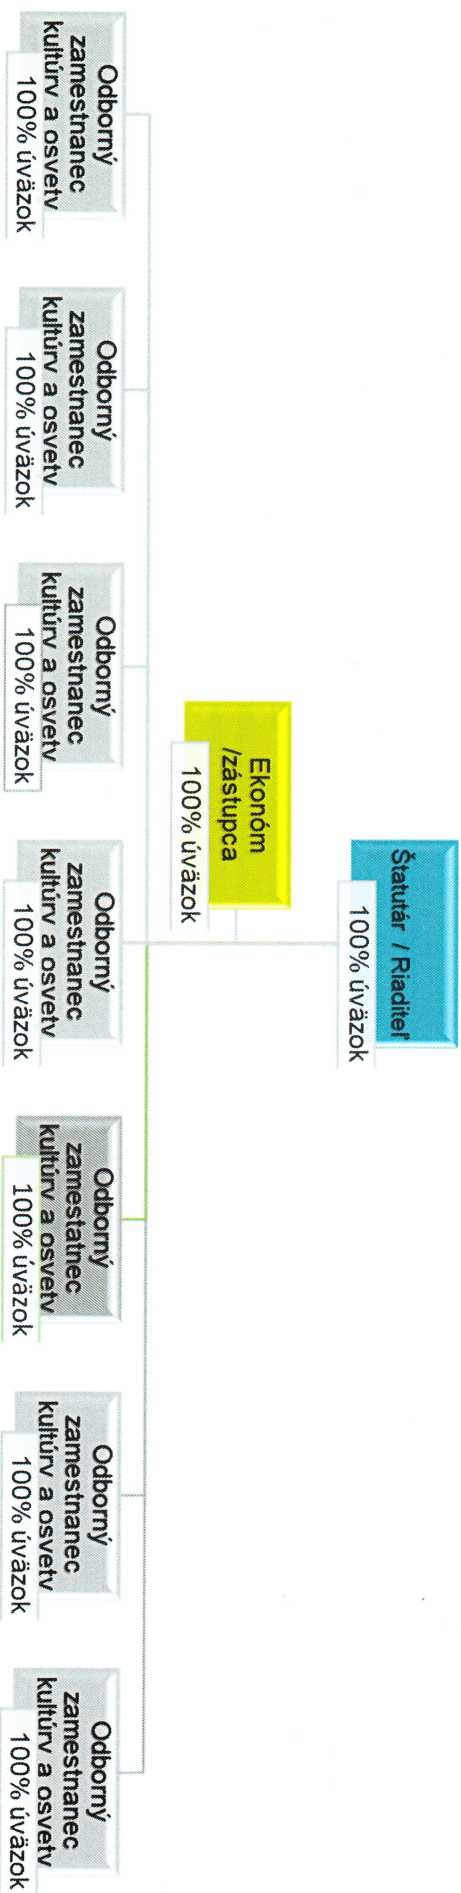 Štatutár / Riaditeľ
100% úväzok
Ekonóm
/zástupca
100% úväzok
Odborný
zamestnanec
kultúrv a osvetv
100% úväzok
Odborný
zamestnanec
kultúrv a osvetv
100% úväzok
Odborný
zamestnanec
kultúrv a osvetv
100% úväzok
Odborný
zamestnanec
kultúrv a osvetv
100% úväzok
Odborný
zamestatnec
kultúrv a osvetv
100% úväzok
Odborný
zamestnanec
kultúrv a osvetv
100% úväzok
Odborný
zamestnanec
kultúrv a osvetv
100% úväzok